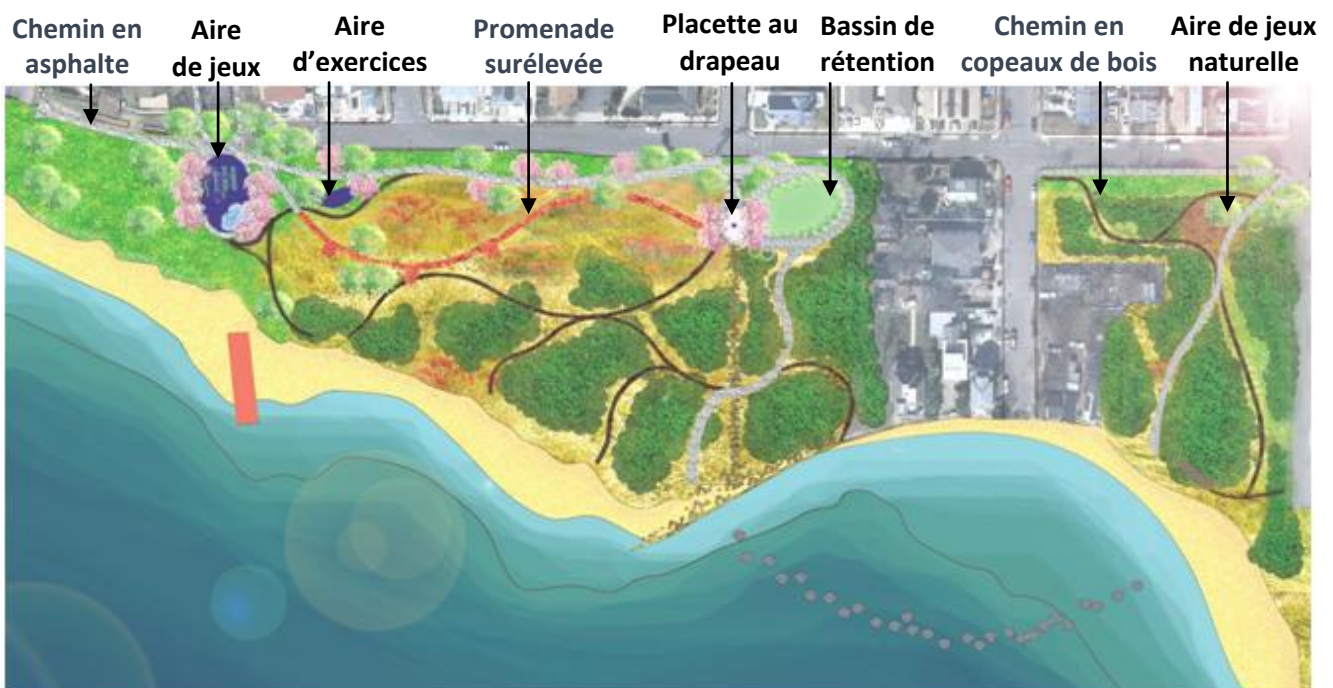 Chemin en
asphalte
Aire
de jeux
Aire
d’exercices
Promenade
surélevée
Placette au
drapeau
Bassin de
rétention
Chemin en
copeaux de bois
Aire de jeux
naturelle